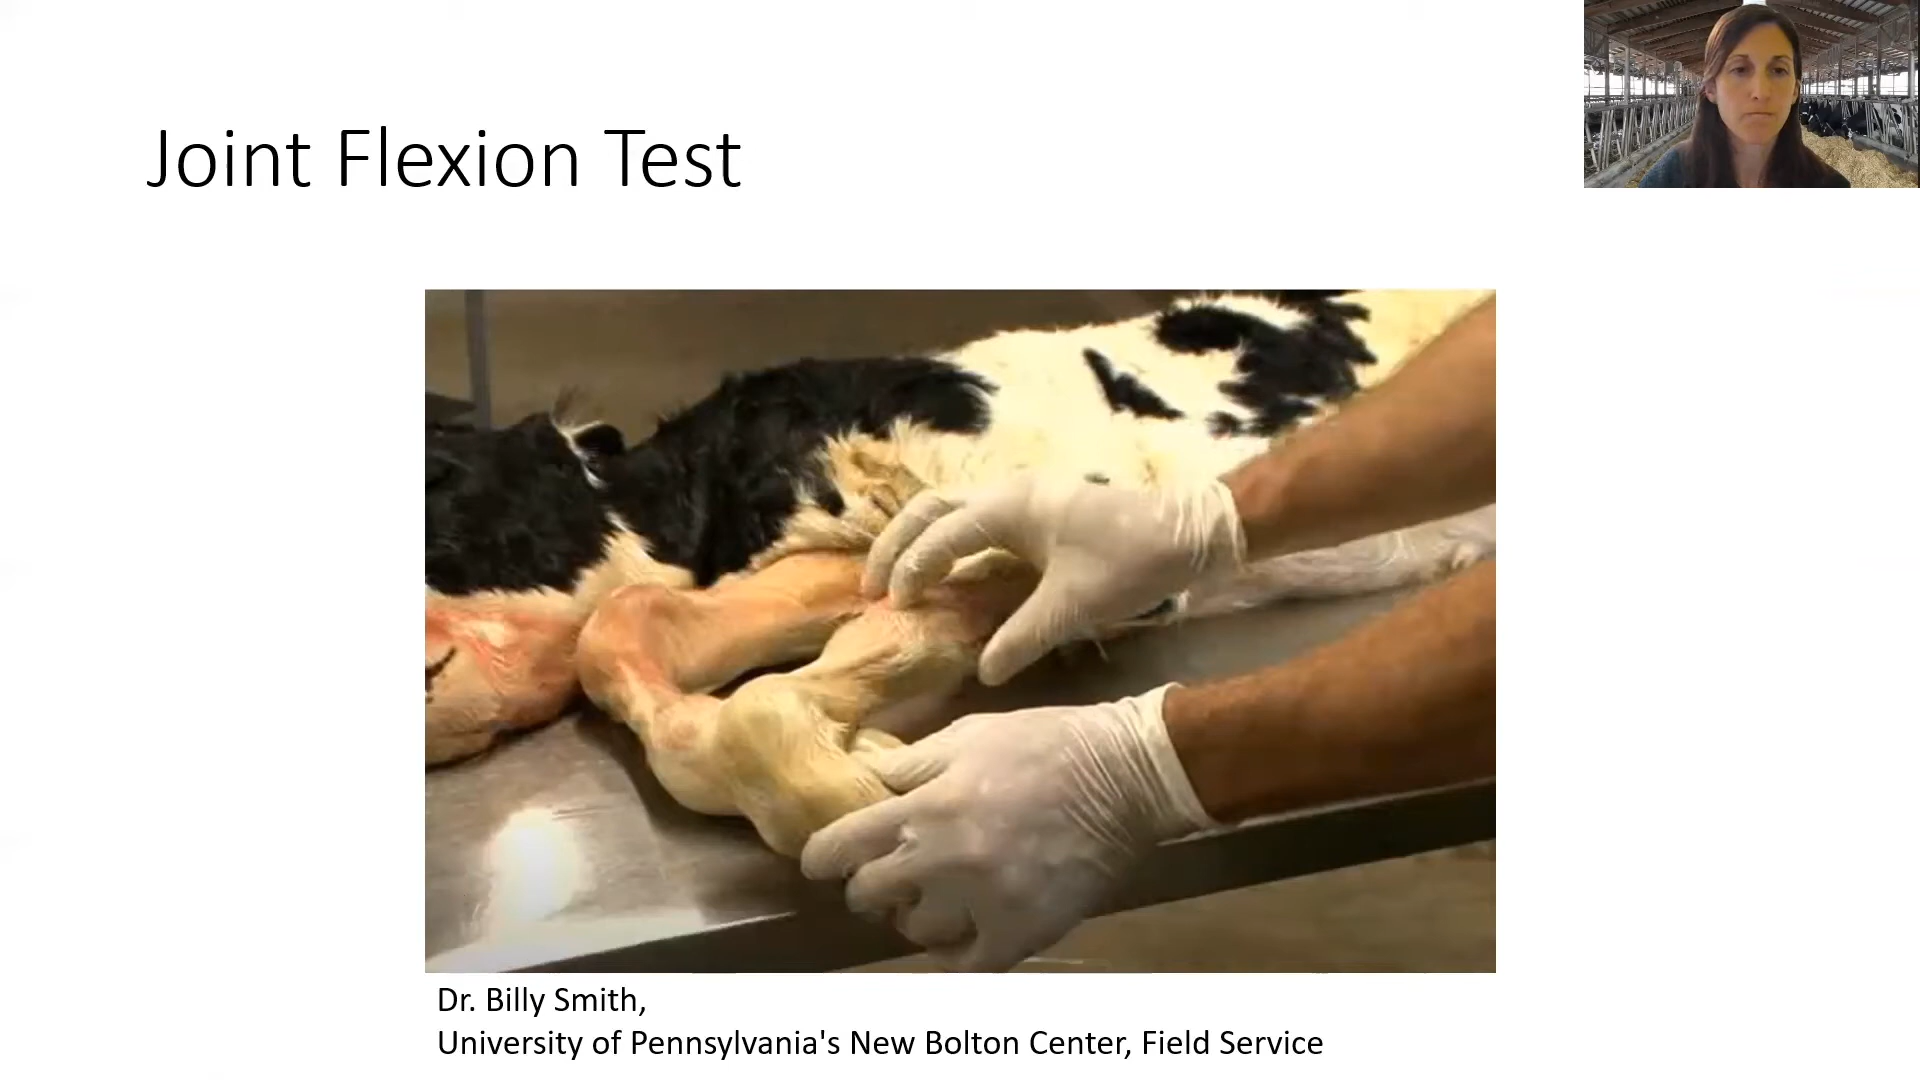 Joint Flexion Test
Dr. Billy Smith,
University of Pennsylvania's New Bolton Center, Field Service